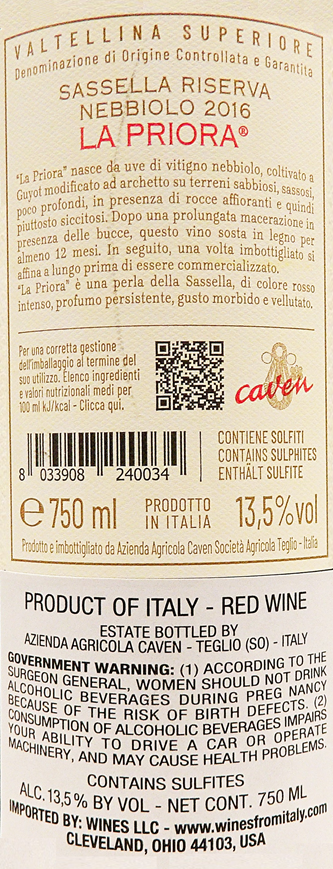 VALTELLINA SUPERIORE
Denominazione di Origine Controllata e Garantita
SASSELLA RISERVA
NEBBIOLO 2016
LA PRIORA®
“La Priora” nasce da uve di vitigno nebbiolo, coltivato a
Guyot modificato ad archetto su terreni sabbiosi, sassosi,
poco profondi, in presenza di rocce affioranti e quindi
piuttosto siccitosi. Dopo una prolungata macerazione in
presenza delle bucce, questo vino sosta in legno per
almeno 12 mesi. In seguito, una volta imbottigliato si
affina a lungo prima di essere commercializzato.
“La Priora” è una perla della Sassella, di colore rosso
intenso, profumo persistente, gusto morbido e vellutato.
Per una corretta gestione
dell'imballaggio al termine del
suo utilizzo. Elenco ingredienti
e valori nutrizionali medi per
100 ml kJ/kcal - Clicca qui.
caven
CONTIENE SOLFITI
CONTAINS SULPHITES
ENTHÄLT SULFITE
8 033908 240034
℮ 750 ml
PRODOTTO
IN ITALIA
13,5%vol
Prodotto e imbottigliato da Azienda Agricola Caven Società Agricola Teglio - Italia
PRODUCT OF ITALY - RED WINE
ESTATE BOTTLED BY
AZIENDA AGRICOLA CAVEN - TEGLIO (SO) - ITALY
GOVERNMENT WARNING: (1) ACCORDING TO THE
SURGEON GENERAL, WOMEN SHOULD NOT DRINK
ALCOHOLIC BEVERAGES DURING PREG NANCY
BECAUSE OF THE RISK OF BIRTH DEFECTS. (2)
CONSUMPTION OF ALCOHOLIC BEVERAGES IMPAIRS
YOUR ABILITY TO DRIVE A CAR OR OPERATE
MACHINERY, AND MAY CAUSE HEALTH PROBLEMS.
CONTAINS SULFITES
ALC. 13,5% BY VOL - NET CONT. 750 ML
IMPORTED BY: WINES LLC - www.winesfromitaly.com
CLEVELAND, OHIO 44103, USA